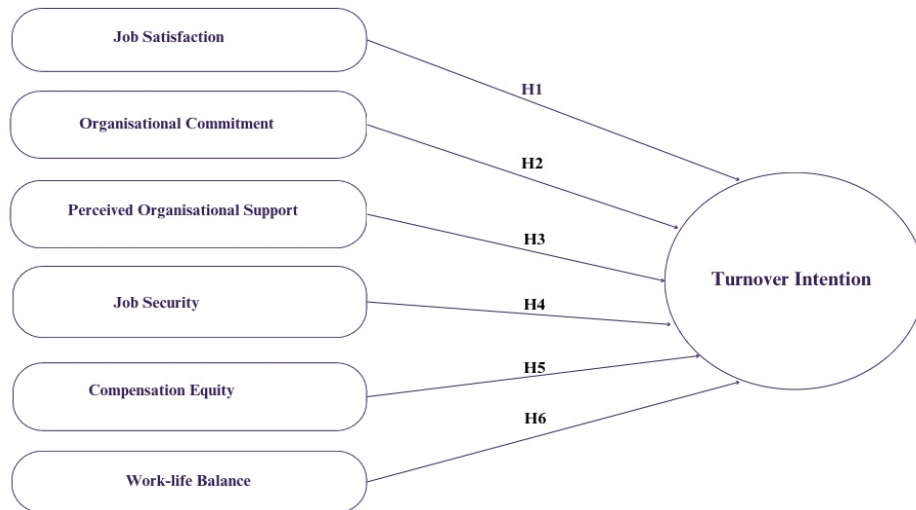 Job Satisfaction
H1
Organisational Commitment
H2
Perceived Organisational Support
H3
Turnover Intention
Job Security
H4
Compensation Equity
H5
H6
Work-life Balance